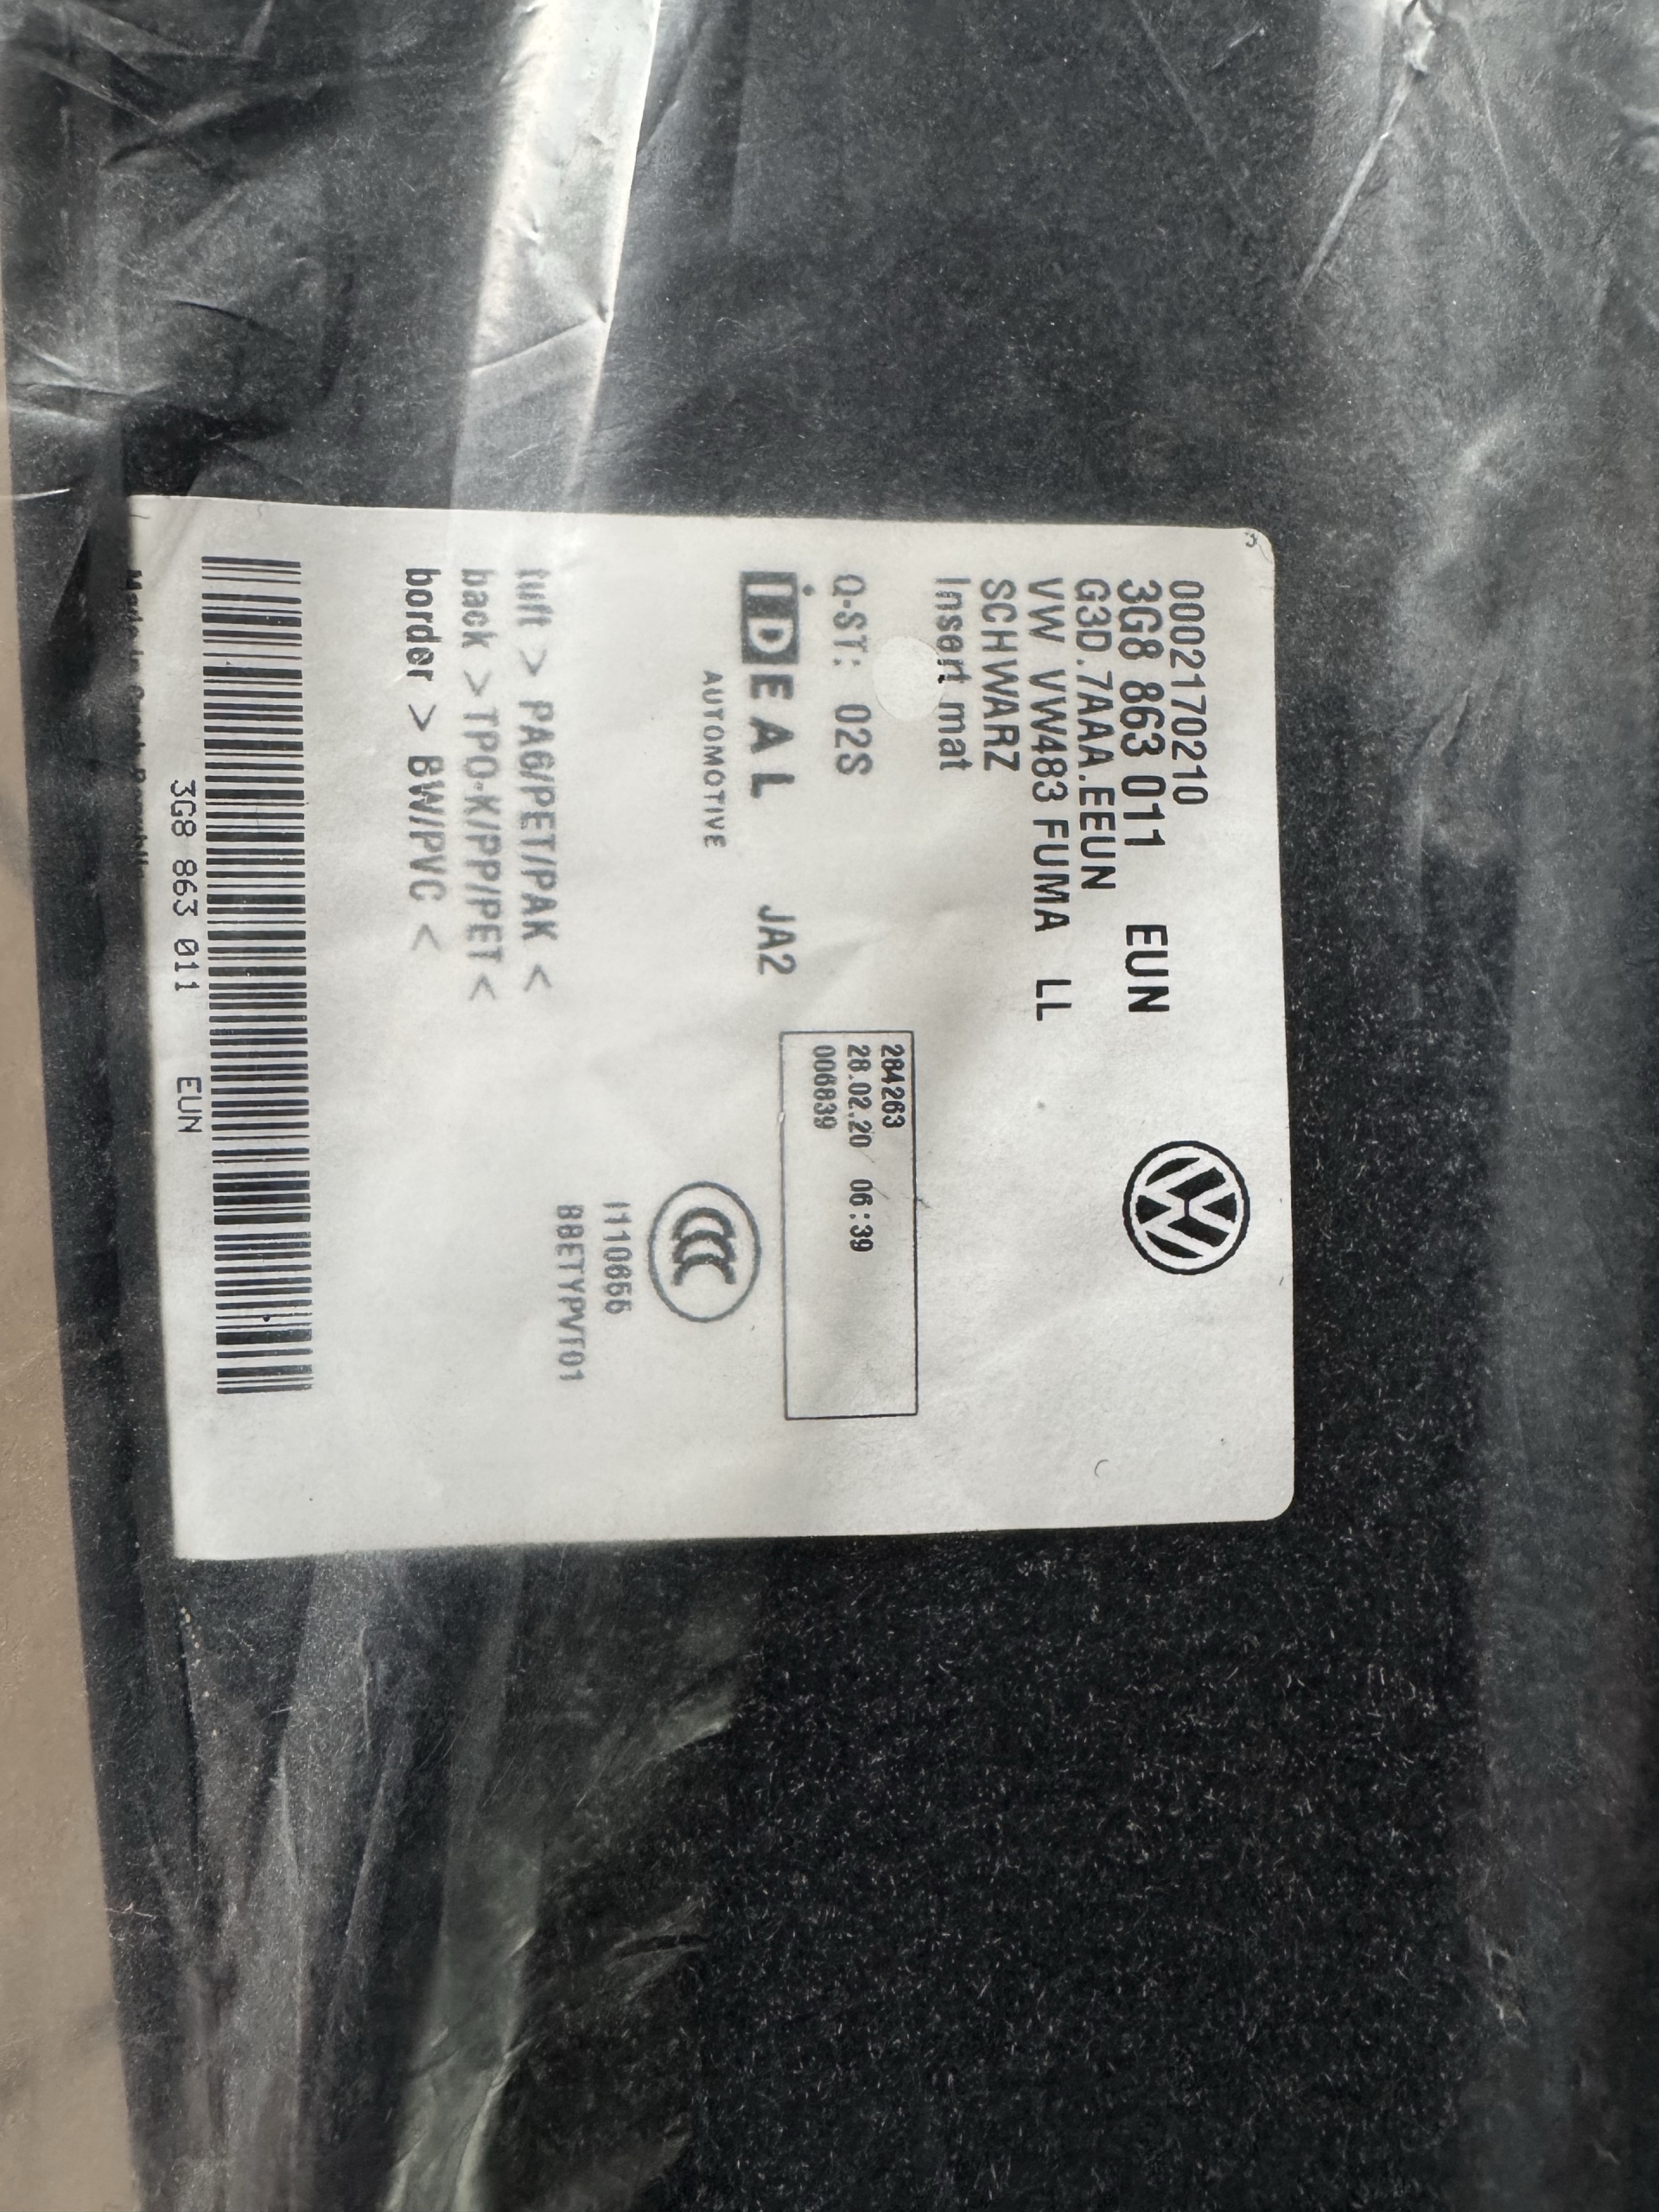 0002170210
3G8 863 011 EUN
G3D.7AAA.EEUN
VW VW483 FUMA LL
SCHWARZ
Insert mat
Q-ST: 02S
284263
28.02.20 06:39
006839
iDEAL JA2
AUTOMOTIVE
CCC
I110666
BBETYPVT01
tuft > PA6/PET/PAK <
back > TPO-K/PP/PET <
border > BW/PVC <
3G8 863 011 EUN